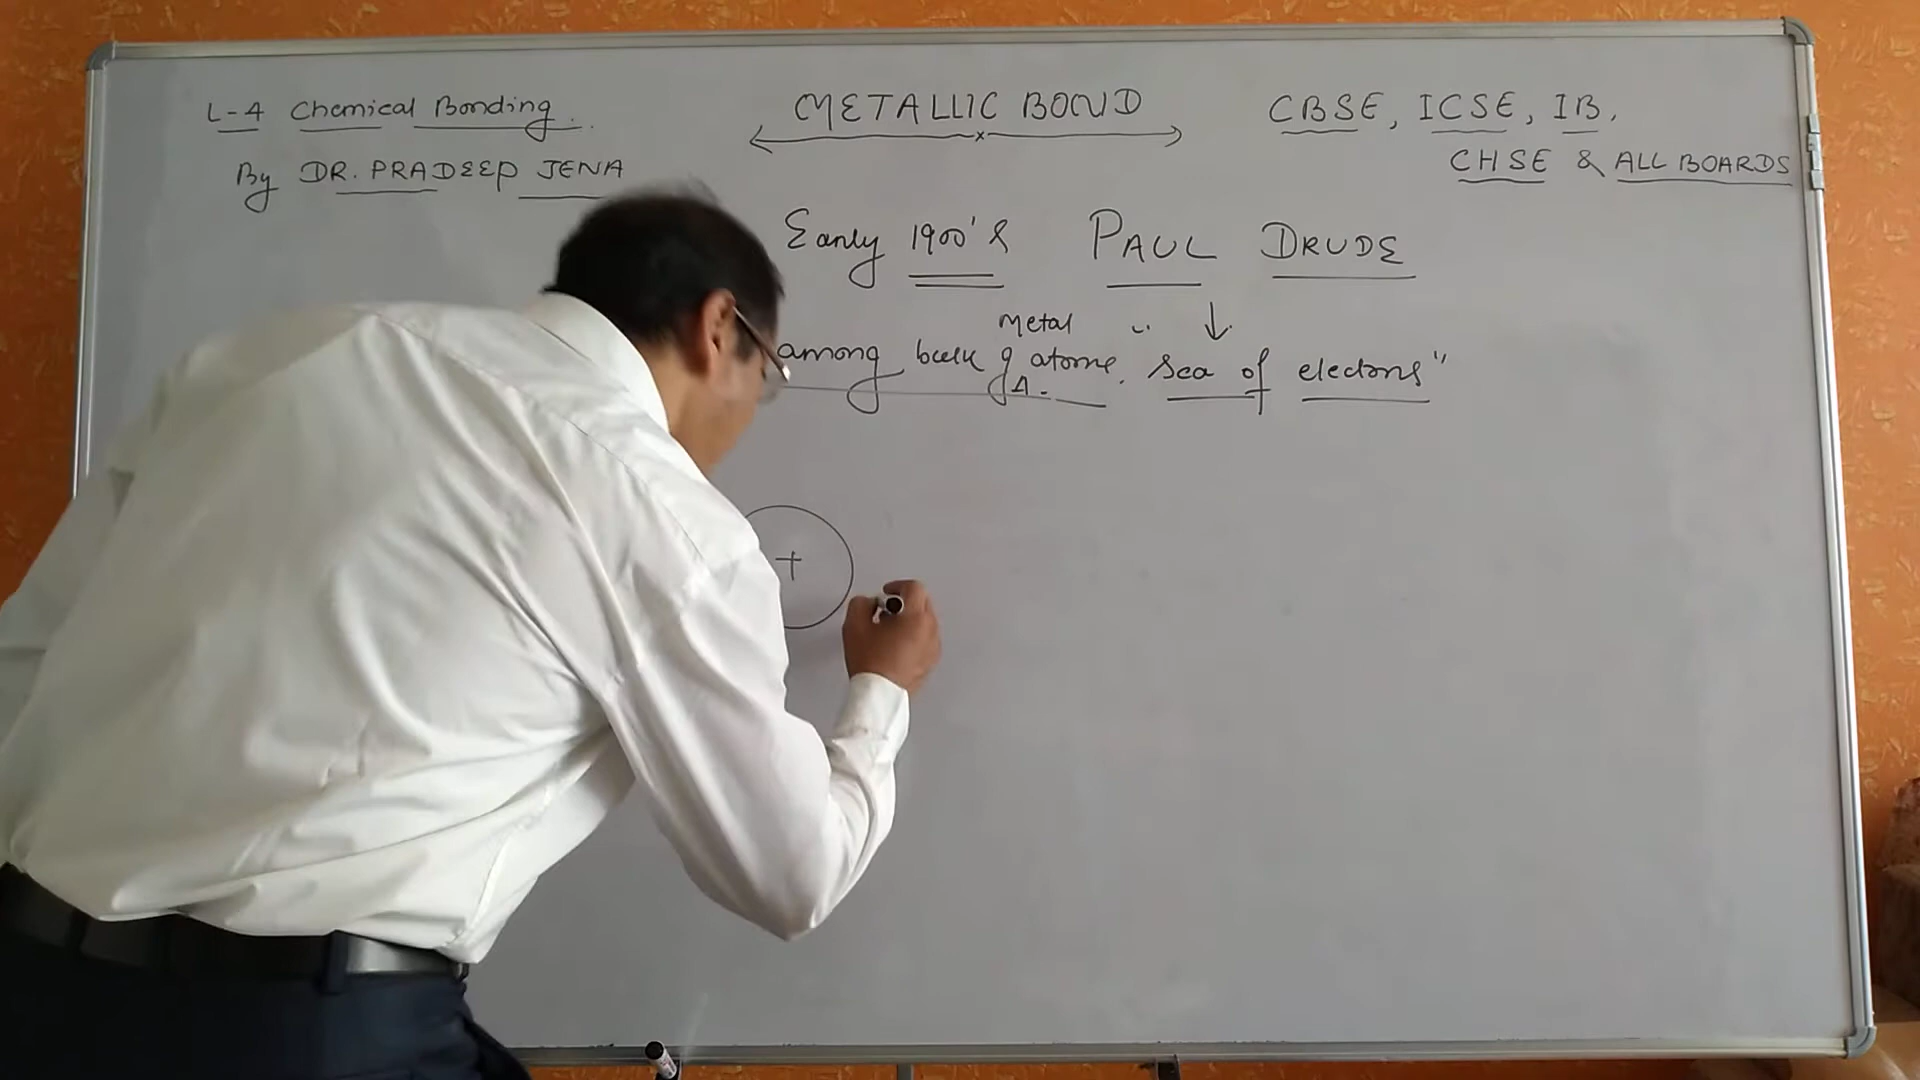 L-4 Chemical Bonding.
By DR. PRADEEP JENA
METALLIC BOND
CBSE, ICSE, IB,
CHSE & ALL BOARDS
Early 1900's PAUL DRUDE
↓
Metal
among bulk of atoms, "Sea of electons"
+